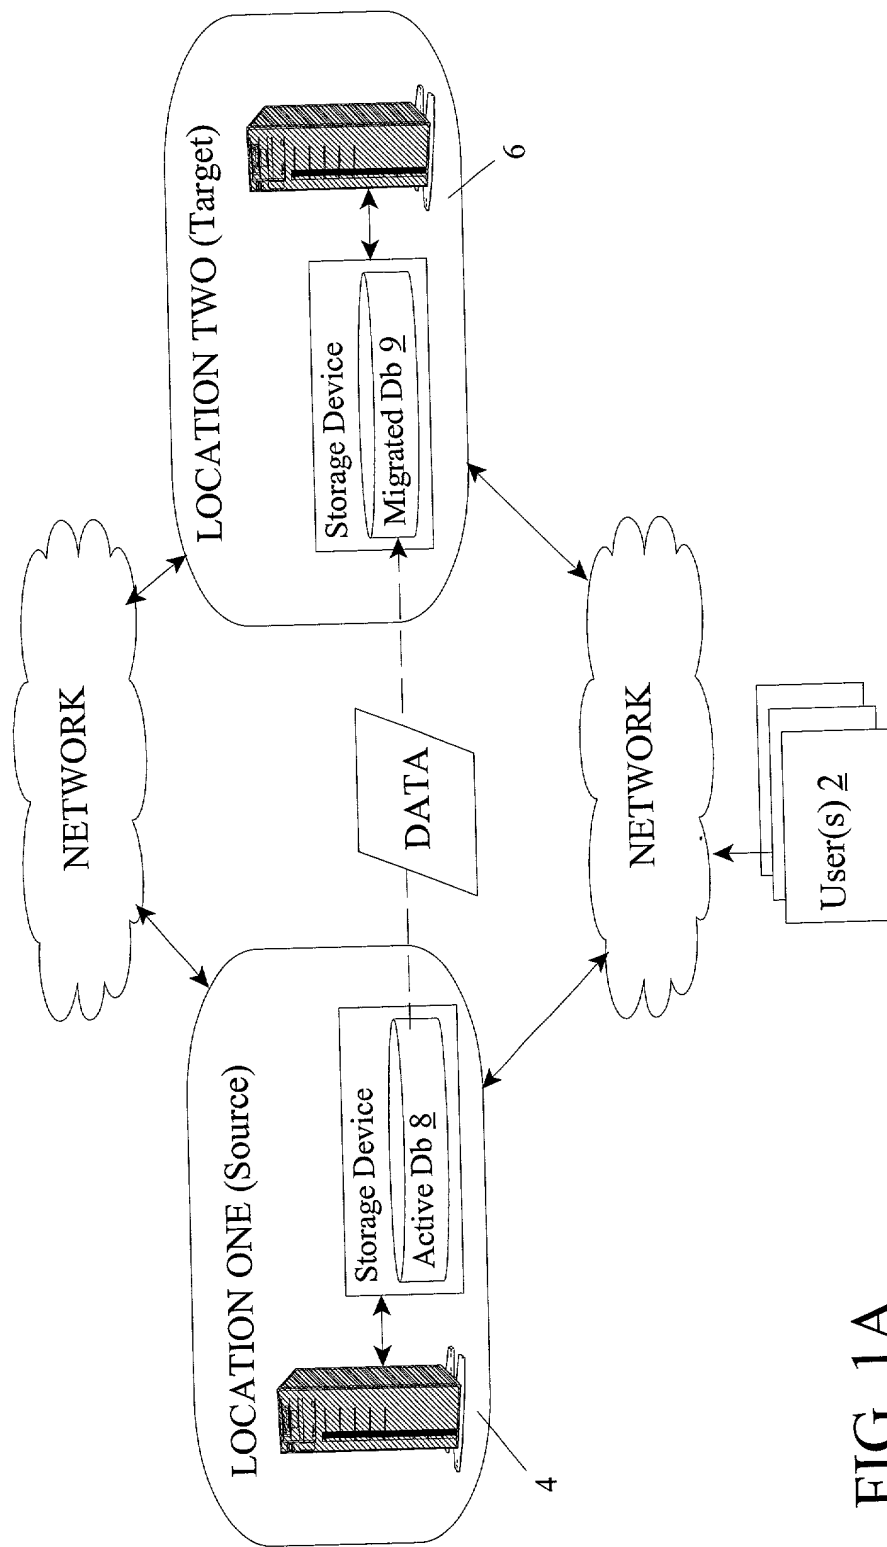 NETWORK
LOCATION ONE (Source)
Storage Device
Active Db 8
4
DATA
LOCATION TWO (Target)
Storage Device
Migrated Db 9
6
NETWORK
User(s) 2
FIG. 1A